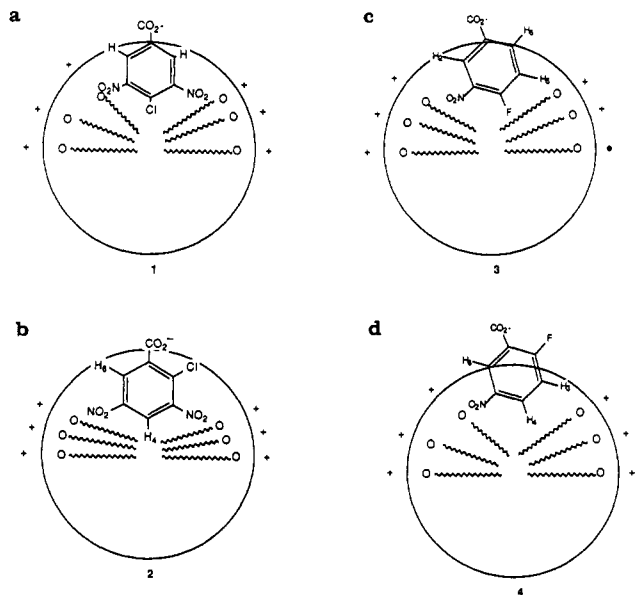 a
CO₂⁻
H H
O₂N NO₂
Cl
O O O O O O
+ + + + + +
1
c
CO₂⁻
H₂ H₆
H₅
O₂N
F
O O O O O O
+ + + + +
3
b
CO₂⁻
H₆ Cl
NO₂ NO₂
H₄
O O O O O O
+ + + + + +
2
d
CO₂⁻
F
H₆
H₃
O₂N
H₄
O O O O O O
+ + + + + +
4